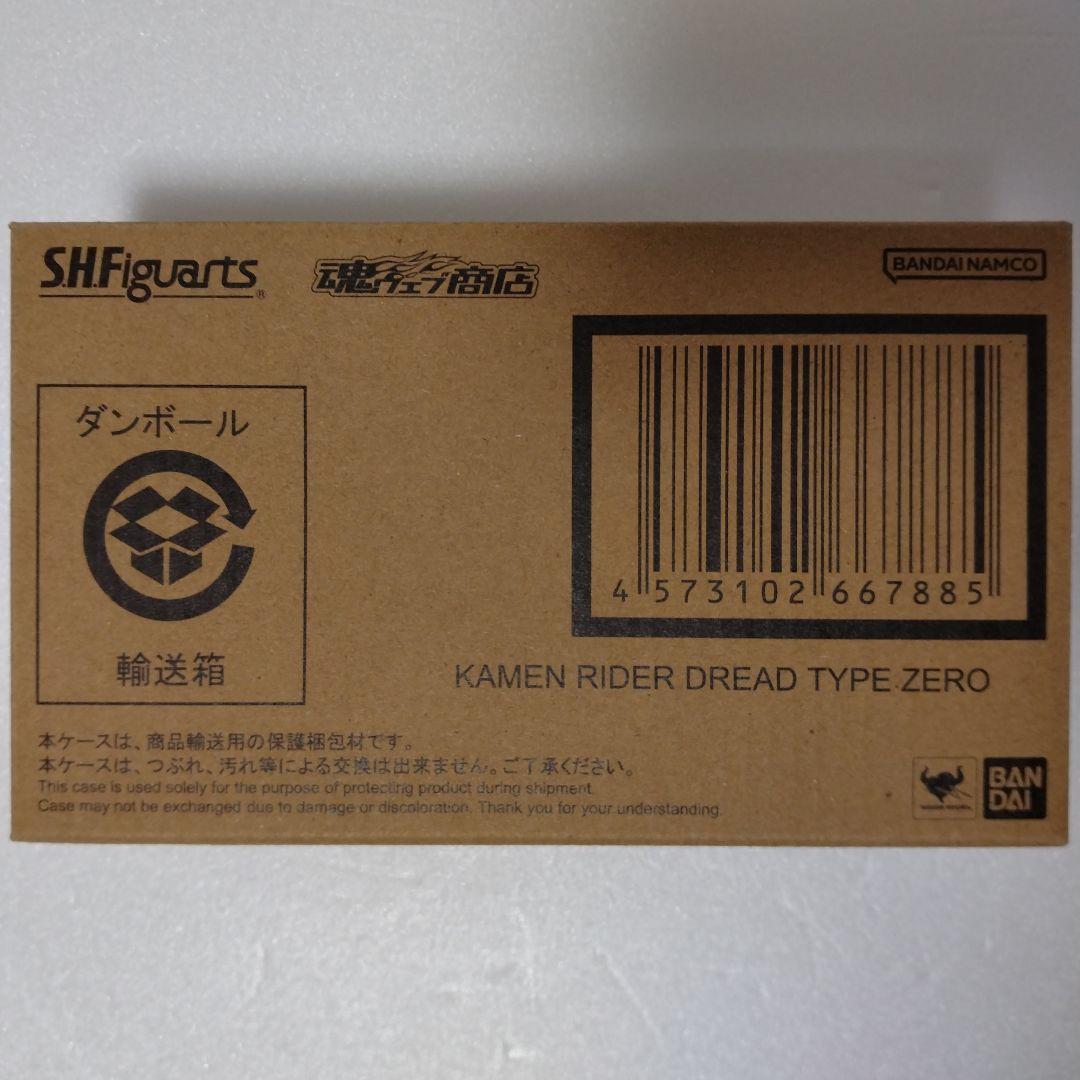 S.H.Figuarts®
魂ウェブ商店
BANDAI NAMCO
ダンボール
輸送箱
4 573102 667885
KAMEN RIDER DREAD TYPE ZERO
本ケースは、商品輸送用の保護梱包材です。
本ケースは、つぶれ、汚れ等による交換は出来ません。ご了承ください。
This case is used solely for the purpose of protecting product during shipment.
Case may not be exchanged due to damage or discoloration. Thank you for your understanding.
BAN
DAI